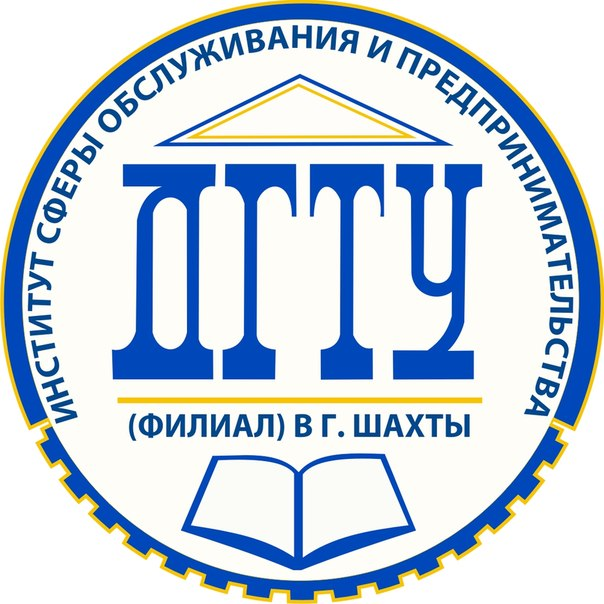 ИНСТИТУТ СФЕРЫ ОБСЛУЖИВАНИЯ И ПРЕДПРИНИМАТЕЛЬСТВА
ДГТУ
(ФИЛИАЛ) В Г. ШАХТЫ